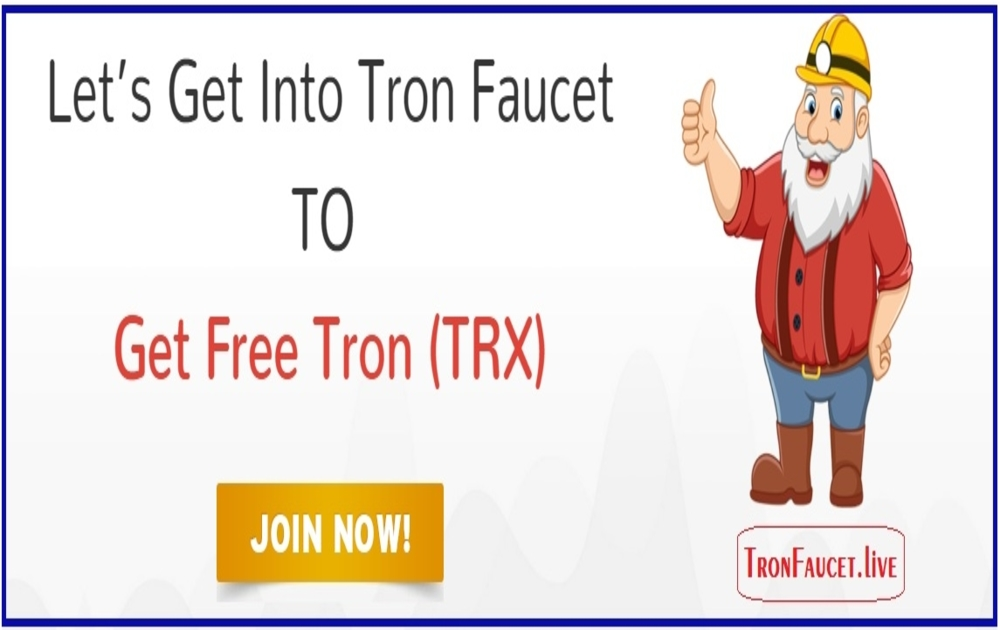 Let's Get Into Tron Faucet
TO
Get Free Tron (TRX)
JOIN NOW!
TronFaucet.live